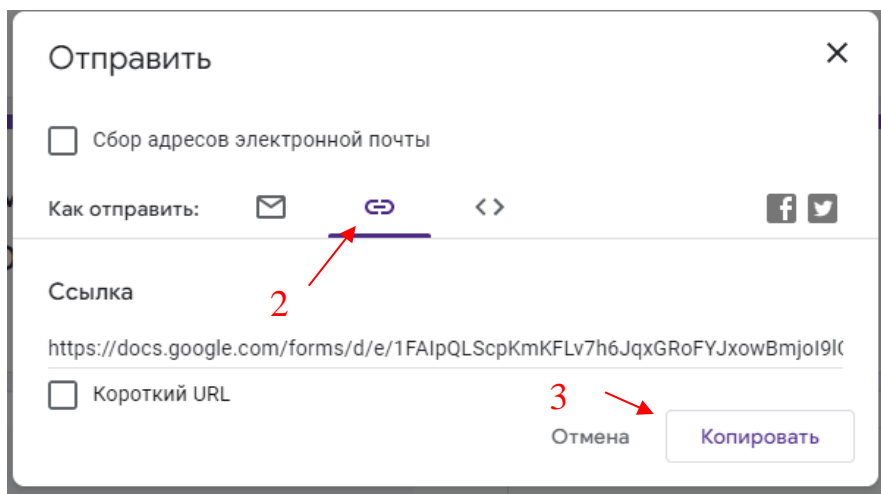 Отправить
Сбор адресов электронной почты
Как отправить:
2
Ссылка
https://docs.google.com/forms/d/e/1FAIpQLScpKmKFLv7h6JqxGRoFYJxowBmjoI9l
Короткий URL
3
Отмена
Копировать